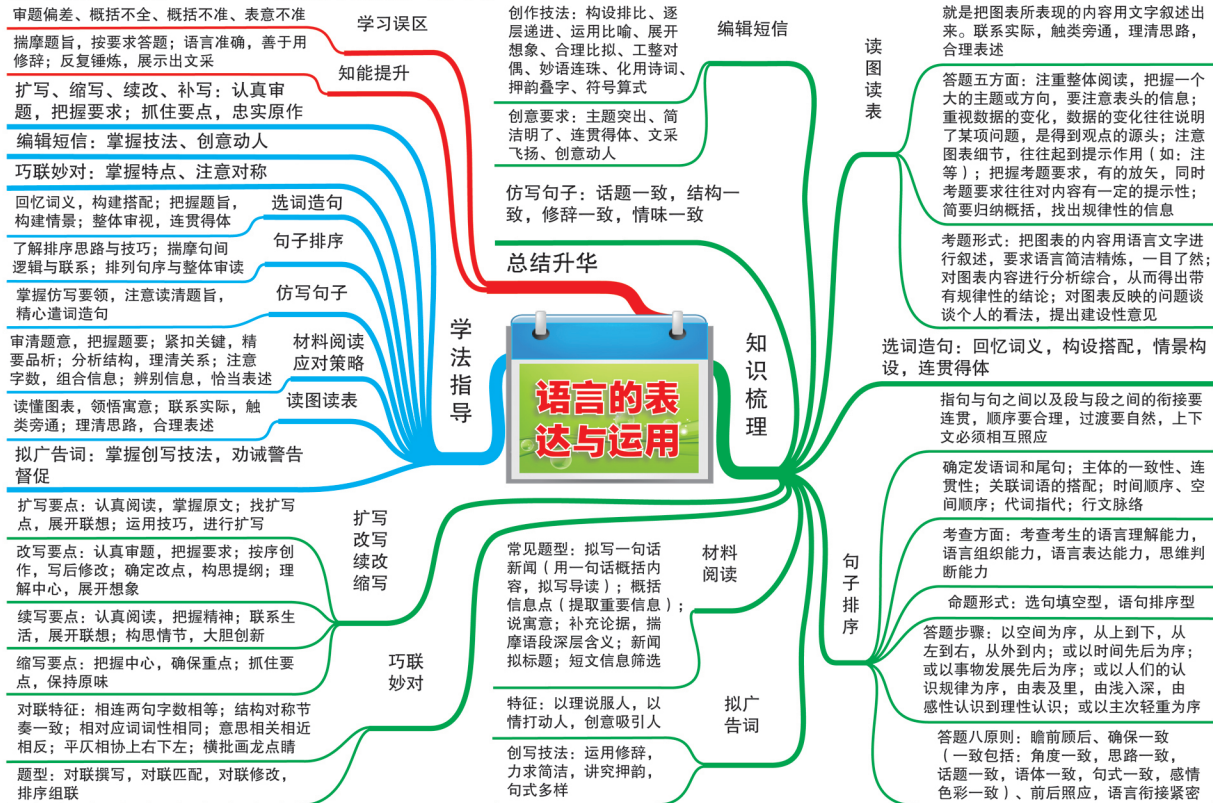 语言的表
达与运用
总结升华
学习误区
审题偏差、概括不全、概括不准、表意不准
知能提升
揣摩题旨，按要求答题；语言准确，善于用
修辞；反复锤炼，展示出文采
学法指导
扩写、缩写、续改、补写：认真审
题，把握要求；抓住要点，忠实原作
编辑短信：掌握技法、创意动人
巧联妙对：掌握特点、注意对称
选词造句
回忆词义，构建搭配；把握题旨，
构建情景；整体审视，连贯得体
句子排序
了解排序思路与技巧；揣摩句间
逻辑与联系；排列句序与整体审读
仿写句子
掌握仿写要领，注意读清题旨，
精心遣词造句
材料阅读
应对策略
审清题意，把握题要；紧扣关键，精
要品析；分析结构，理清关系；注意
字数，组合信息；辨别信息，恰当表述
读图读表
读懂图表，领悟寓意；联系实际，触
类旁通；理清思路，合理表述
拟广告词：掌握创写技法，劝诫警告
督促
知识梳理
编辑短信
创作技法：构设排比、逐
层递进、运用比喻、展开
想象、合理比拟、工整对
偶、妙语连珠、化用诗词、
押韵叠字、符号算式
创意要求：主题突出、简
洁明了、连贯得体、文采
飞扬、创意动人
仿写句子：话题一致，结构一
致，修辞一致，情味一致
读图读表
就是把图表所表现的内容用文字叙述出
来。联系实际，触类旁通，理清思路，
合理表述
答题五方面：注重整体阅读，把握一个
大的主题或方向，要注意表头的信息；
重视数据的变化，数据的变化往往说明
了某项问题，是得到观点的源头；注意
图表细节，往往起到提示作用（如：注
等）；把握考题要求，有的放矢，同时
考题要求往往对内容有一定的提示性；
简要归纳概括，找出规律性的信息
考题形式：把图表的内容用语言文字进
行叙述，要求语言简洁精炼，一目了然；
对图表内容进行分析综合，从而得出带
有规律性的结论；对图表反映的问题谈
谈个人的看法，提出建设性意见
选词造句：回忆词义，构设搭配，情景构
设，连贯得体
句子排序
指句与句之间以及段与段之间的衔接要
连贯，顺序要合理，过渡要自然，上下
文必须相互照应
确定发语词和尾句；主体的一致性、连
贯性；关联词语的搭配；时间顺序、空
间顺序；代词指代；行文脉络
考查方面：考查考生的语言理解能力，
语言组织能力，语言表达能力，思维判
断能力
命题形式：选句填空型，语句排序型
答题步骤：以空间为序，从上到下，从
左到右，从外到内；或以时间先后为序；
或以事物发展先后为序；或以人们的认
识规律为序，由表及里，由浅入深，由
感性认识到理性认识；或以主次轻重为序
答题八原则：瞻前顾后、确保一致
（一致包括：角度一致，思路一致，
话题一致，语体一致，句式一致，感情
色彩一致）、前后照应，语言衔接紧密
材料
阅读
常见题型：拟写一句话
新闻（用一句话概括内
容，拟写导读）；概括
信息点（提取重要信息）；
说寓意；补充论据，揣
摩语段深层含义；新闻
拟标题；短文信息筛选
拟广
告词
特征：以理说服人，以
情打动人，创意吸引人
创写技法：运用修辞，
力求简洁，讲究押韵，
句式多样
扩写
改写
续改
缩写
扩写要点：认真阅读，掌握原文；找扩写
点，展开联想；运用技巧，进行扩写
改写要点：认真审题，把握要求；按序创
作，写后修改；确定改点，构思提纲；理
解中心，展开想象
续写要点：认真阅读，把握精神；联系生
活，展开联想；构思情节，大胆创新
缩写要点：把握中心，确保重点；抓住要
点，保持原味
巧联
妙对
对联特征：相连两句字数相等；结构对称节
奏一致；相对应词词性相同；意思相关相近
相反；平仄相协上右下左；横批画龙点睛
题型：对联撰写，对联匹配，对联修改，
排序组联